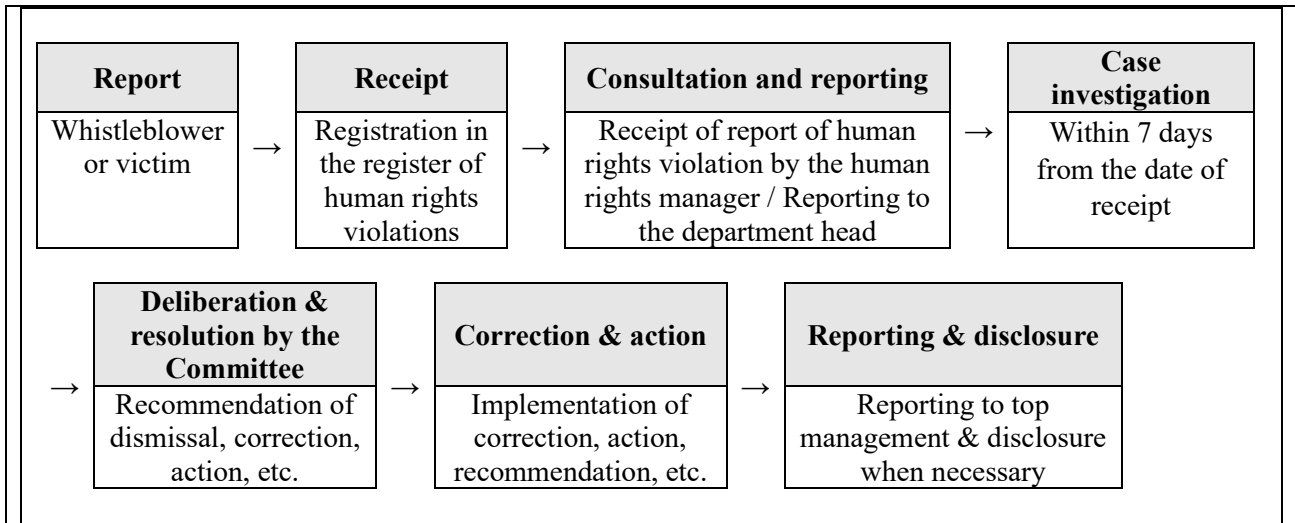 Report
Whistleblower
or victim
→
Receipt
Registration in
the register of
human rights
violations
→
Consultation and reporting
Receipt of report of human
rights violation by the human
rights manager / Reporting to
the department head
→
Case
investigation
Within 7 days
from the date of
receipt
→
Deliberation &
resolution by the
Committee
Recommendation of
dismissal, correction,
action, etc.
→
Correction & action
Implementation of
correction, action,
recommendation, etc.
→
Reporting & disclosure
Reporting to top
management & disclosure
when necessary